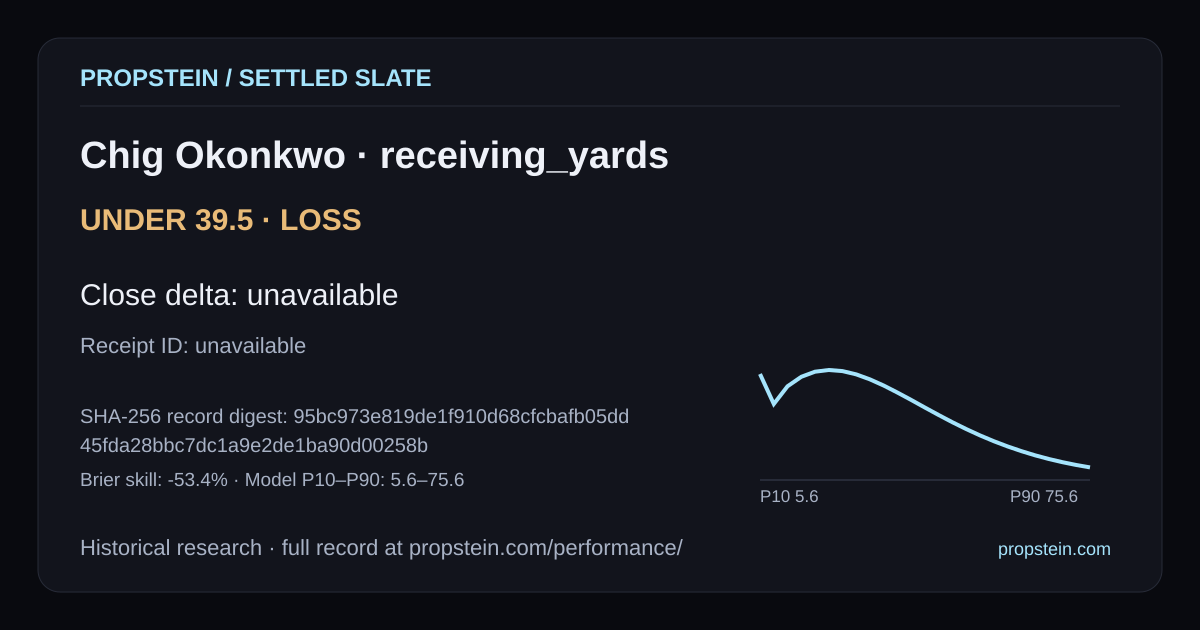 PROPSTEIN / SETTLED SLATE
Chig Okonkwo · receiving_yards
UNDER 39.5 · LOSS
Close delta: unavailable
Receipt ID: unavailable
SHA-256 record digest: 95bc973e819de1f910d68cfcbafb05dd
45fda28bbc7dc1a9e2de1ba90d00258b
Brier skill: -53.4% · Model P10–P90: 5.6–75.6
P10 5.6
P90 75.6
Historical research · full record at propstein.com/performance/
propstein.com